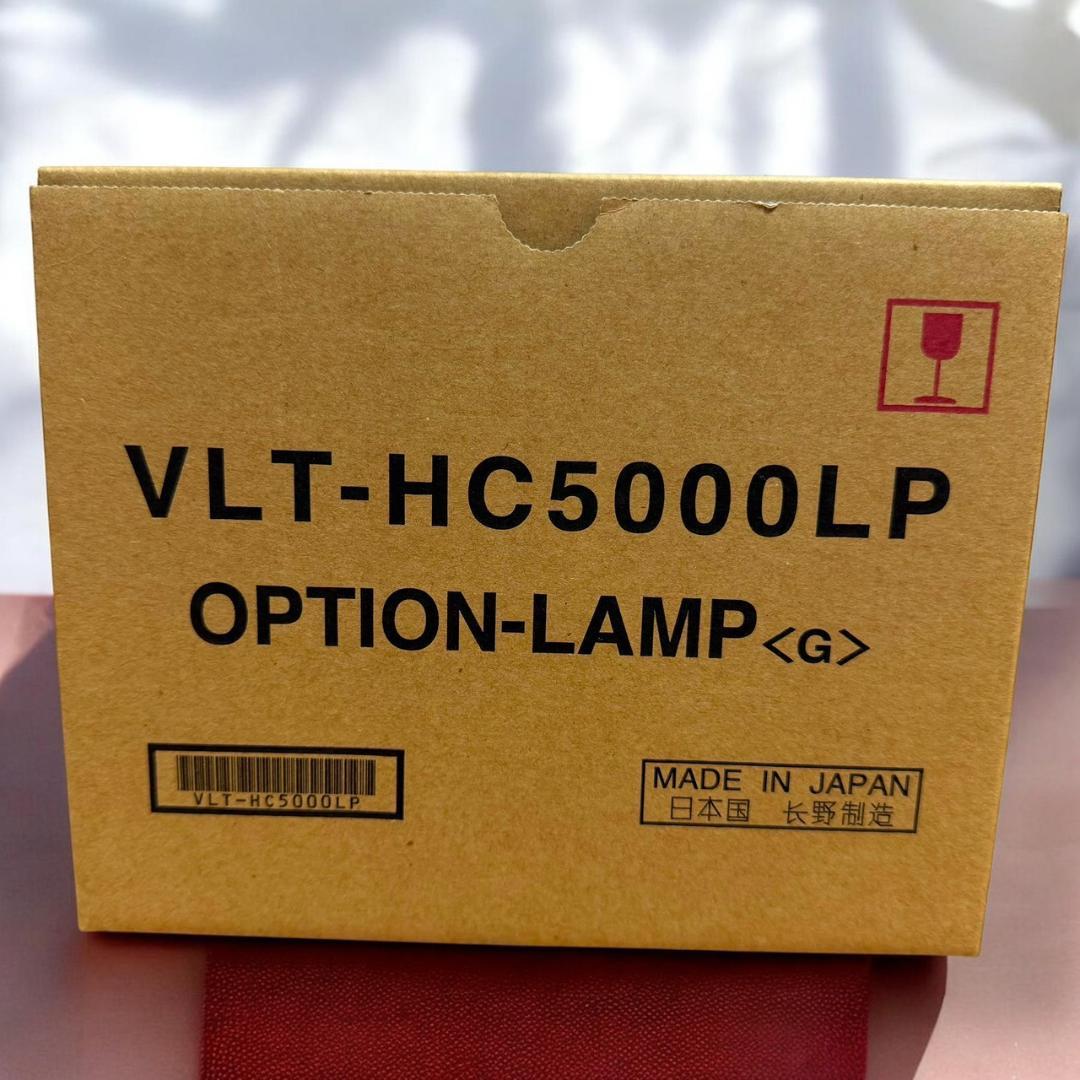 VLT-HC5000LP
OPTION-LAMP<G>
VLT-HC5000LP
MADE IN JAPAN
日本国 长野制造